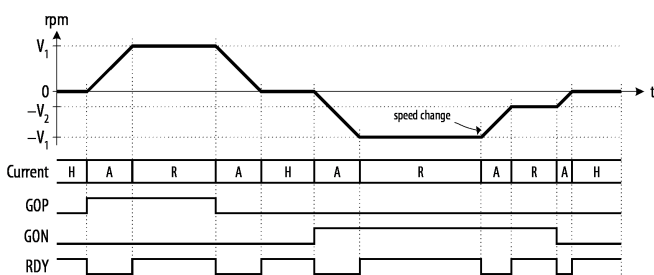 rpm
V1
0
t
−V2
speed change
−V1
Current H A R A H A R A R A H
GOP
GON
RDY